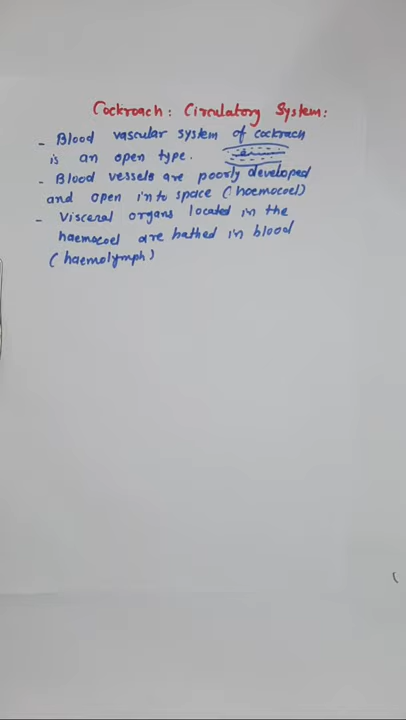 Cockroach: Circulatory System:
- Blood vascular system of cockroach
is an open type.
- Blood vessels are poorly developed
and open into space (haemocoel)
- Visceral organs located in the
haemocoel are bathed in blood
(haemolymph)